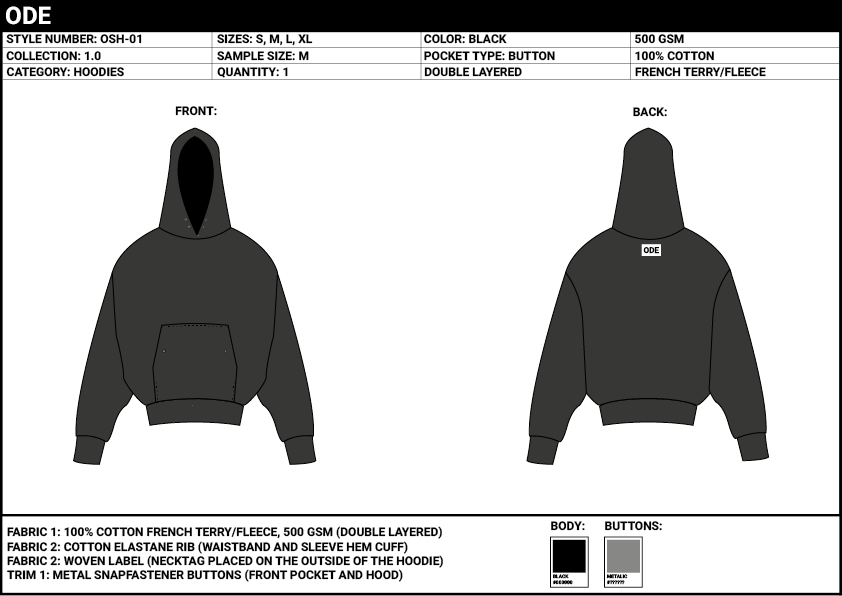 ODE
STYLE NUMBER: OSH-01 SIZES: S, M, L, XL COLOR: BLACK 500 GSM
COLLECTION: 1.0 SAMPLE SIZE: M POCKET TYPE: BUTTON 100% COTTON
CATEGORY: HOODIES QUANTITY: 1 DOUBLE LAYERED FRENCH TERRY/FLEECE
FRONT: BACK:
ODE
FABRIC 1: 100% COTTON FRENCH TERRY/FLEECE, 500 GSM (DOUBLE LAYERED)
FABRIC 2: COTTON ELASTANE RIB (WAISTBAND AND SLEEVE HEM CUFF)
FABRIC 2: WOVEN LABEL (NECKTAG PLACED ON THE OUTSIDE OF THE HOODIE)
TRIM 1: METAL SNAPFASTENER BUTTONS (FRONT POCKET AND HOOD)
BODY: BUTTONS:
BLACK METALIC
#000000 #??????